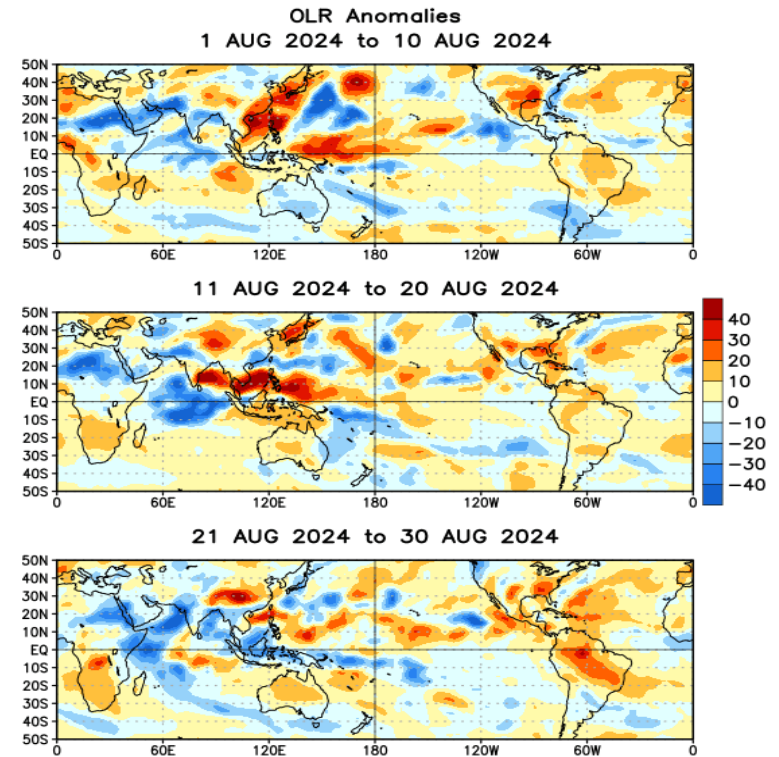 OLR Anomalies
1 AUG 2024 to 10 AUG 2024
50N
40N
30N
20N
10N
EQ
10S
20S
30S
40S
50S
0 60E 120E 180 120W 60W 0
11 AUG 2024 to 20 AUG 2024
50N
40N
30N
20N
10N
EQ
10S
20S
30S
40S
50S
0 60E 120E 180 120W 60W 0
40
30
20
10
0
-10
-20
-30
-40
21 AUG 2024 to 30 AUG 2024
50N
40N
30N
20N
10N
EQ
10S
20S
30S
40S
50S
0 60E 120E 180 120W 60W 0